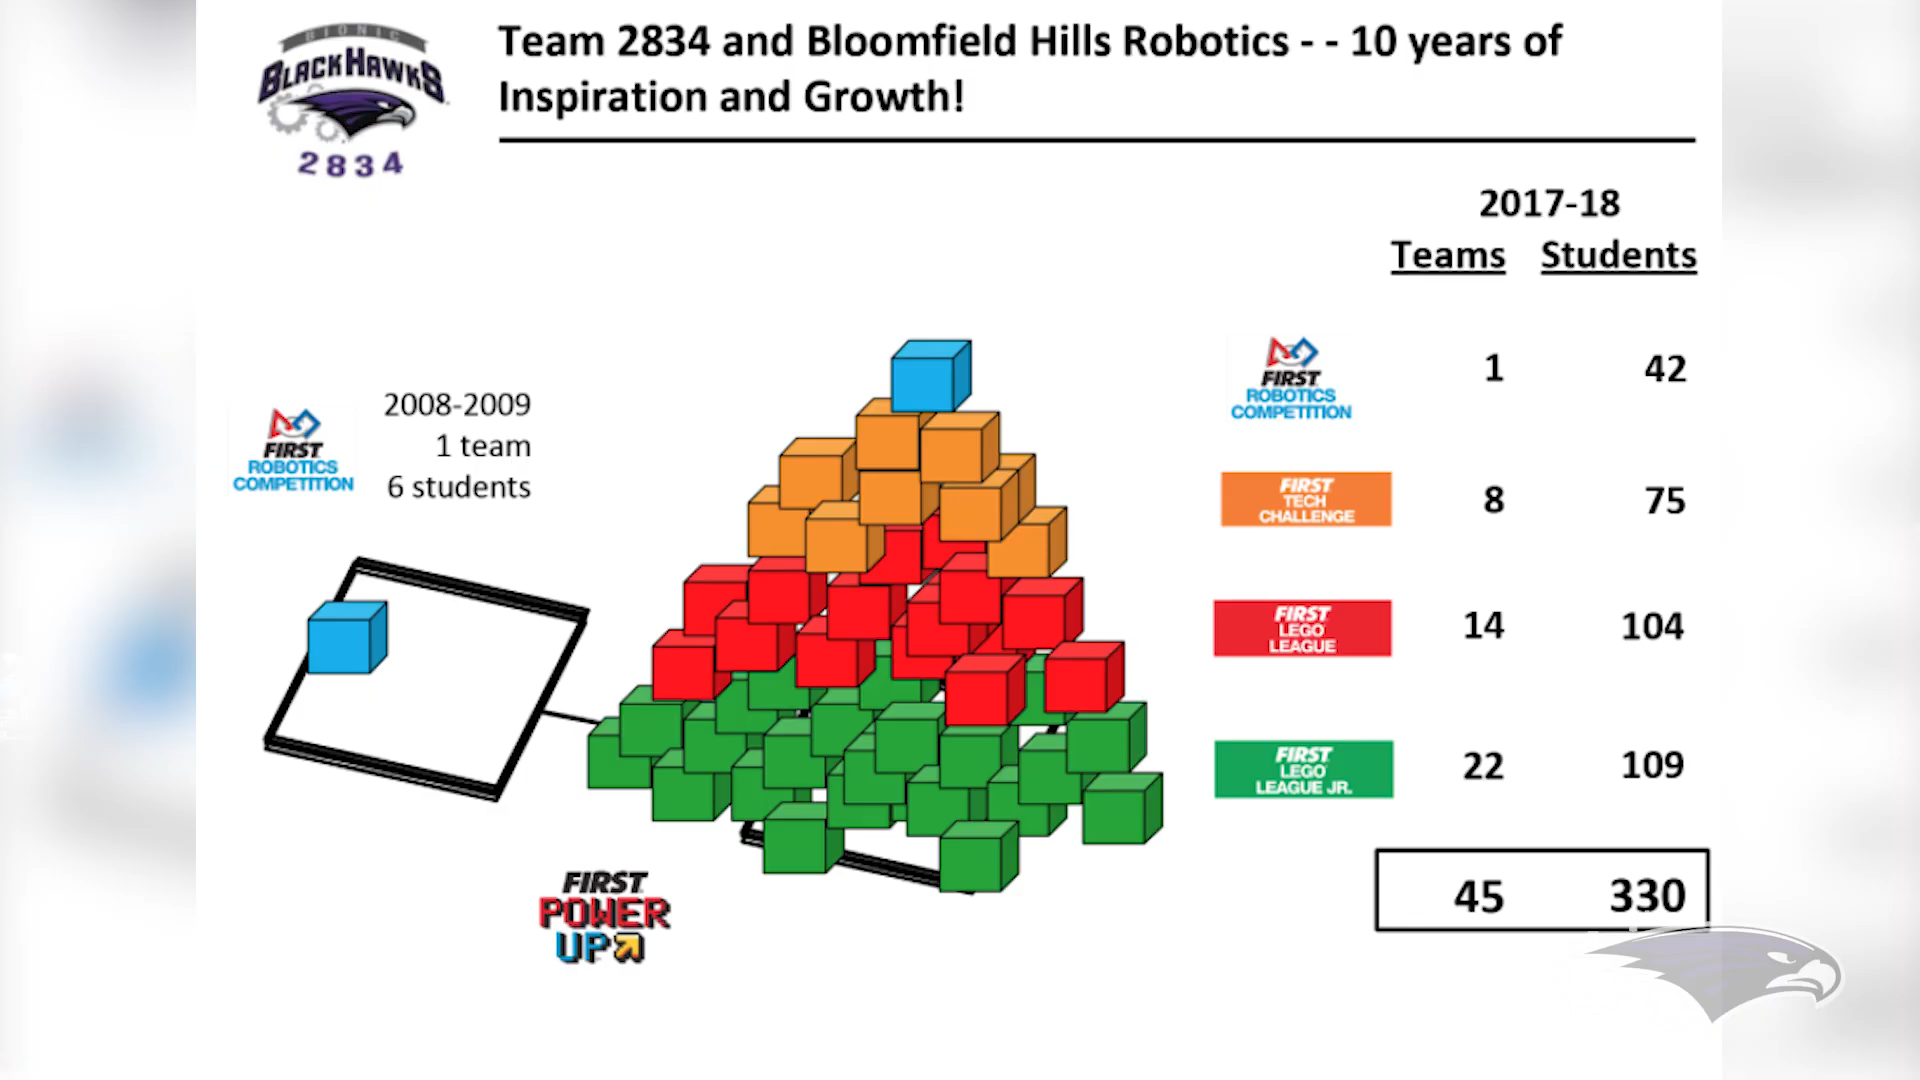 BIONIC
BLACKHAWKS
2834
Team 2834 and Bloomfield Hills Robotics - - 10 years of
Inspiration and Growth!
2017-18
Teams Students
FIRST
ROBOTICS
COMPETITION
1 42
2008-2009
1 team
6 students
FIRST
ROBOTICS
COMPETITION
FIRST
TECH
CHALLENGE
8 75
FIRST
LEGO
LEAGUE
14 104
FIRST
LEGO
LEAGUE JR.
22 109
45 330
FIRST
POWER
UP